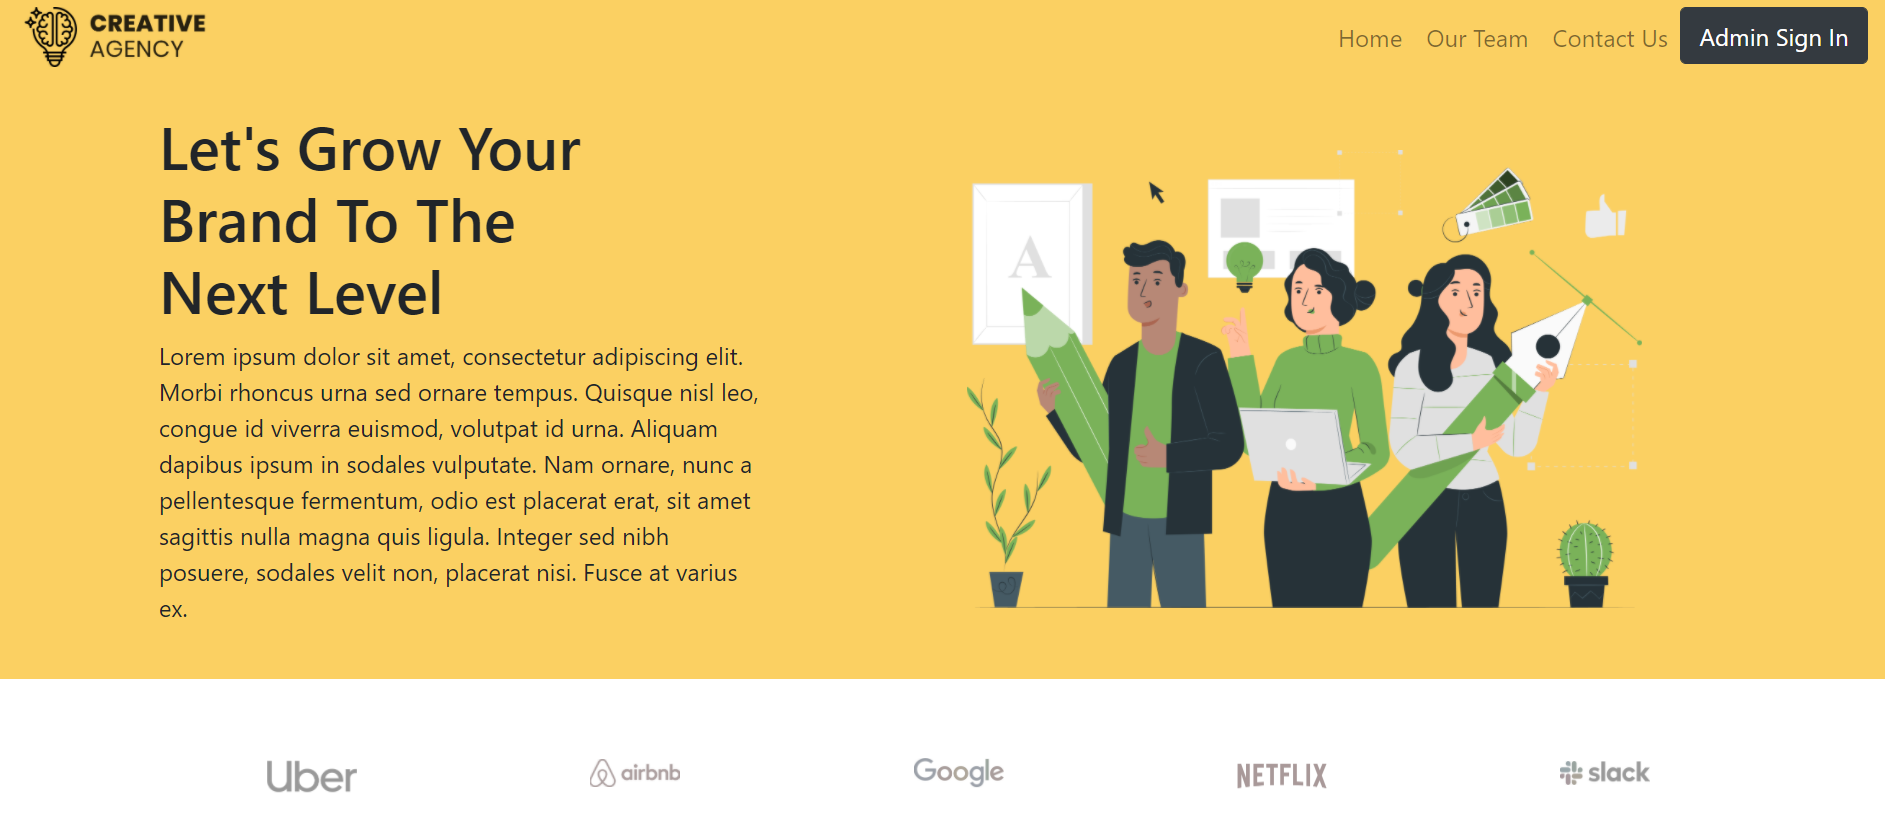 CREATIVE
AGENCY
Home Our Team Contact Us Admin Sign In
Let's Grow Your
Brand To The
Next Level
Lorem ipsum dolor sit amet, consectetur adipiscing elit.
Morbi rhoncus urna sed ornare tempus. Quisque nisl leo,
congue id viverra euismod, volutpat id urna. Aliquam
dapibus ipsum in sodales vulputate. Nam ornare, nunc a
pellentesque fermentum, odio est placerat erat, sit amet
sagittis nulla magna quis ligula. Integer sed nibh
posuere, sodales velit non, placerat nisi. Fusce at varius
ex.
A
Uber airbnb Google NETFLIX slack